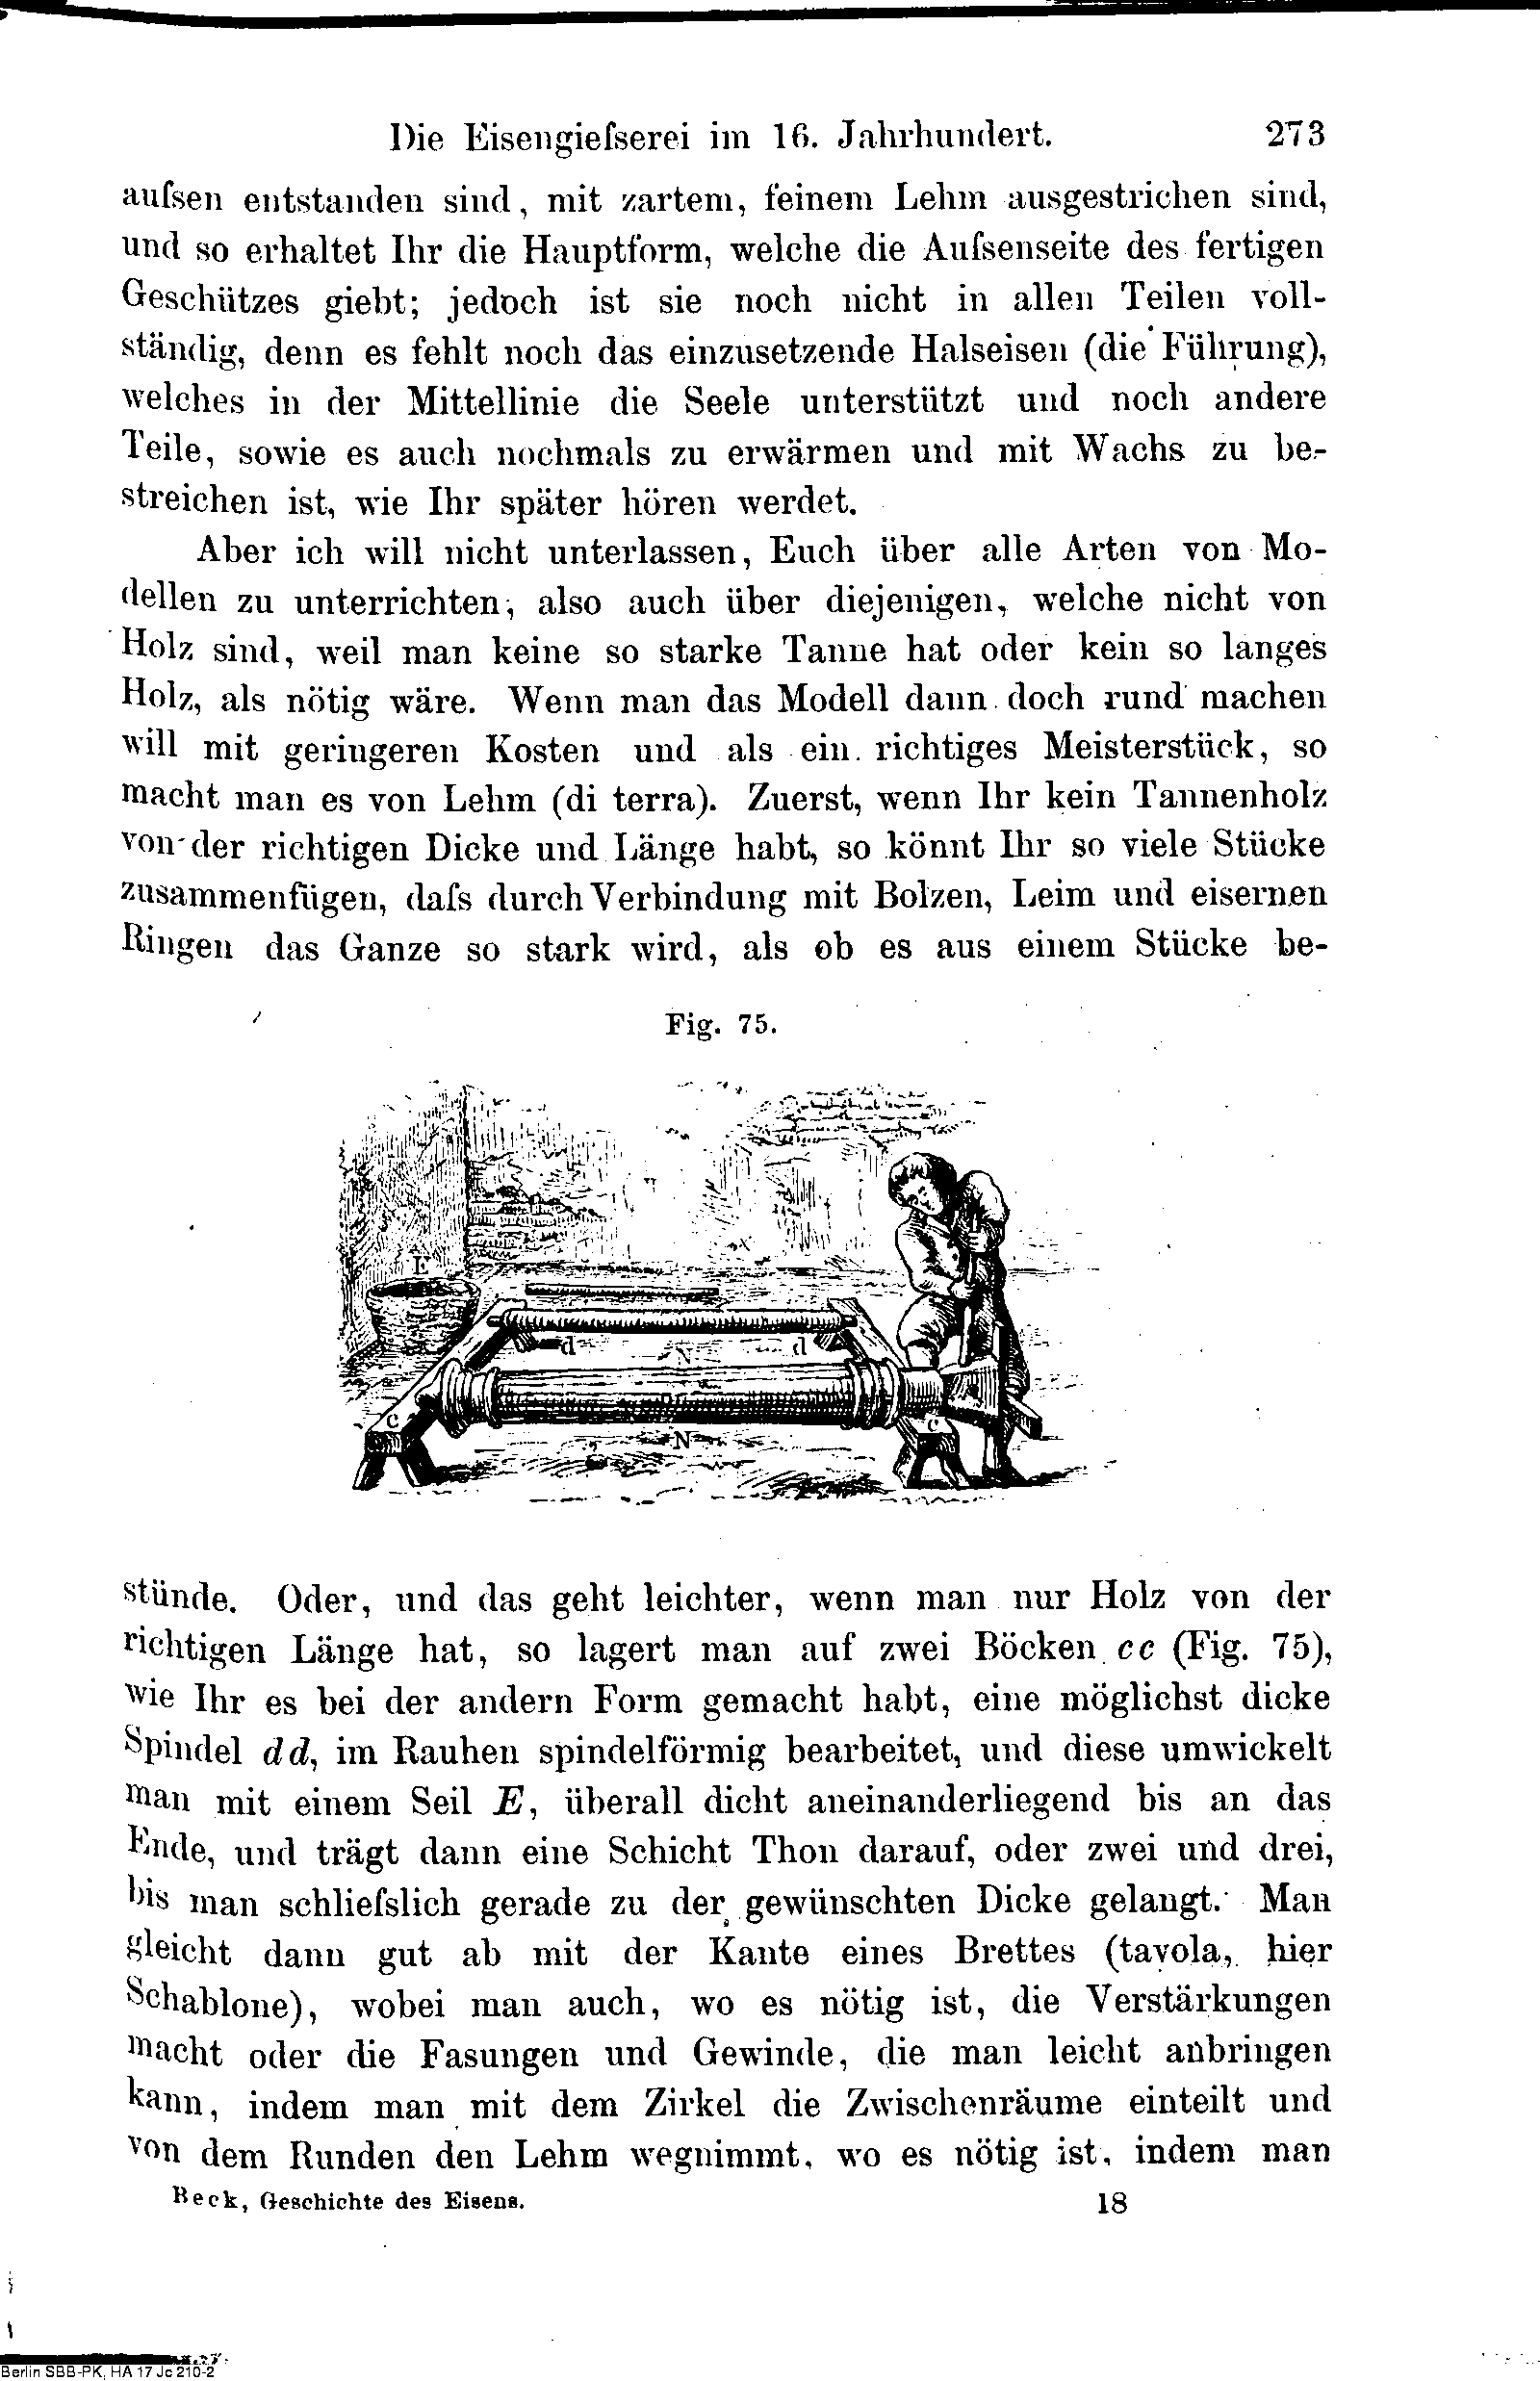 Die Eisengieſserei im 16. Jahrhundert. 273
auſsen entstanden sind, mit zartem, feinem Lehm ausgestrichen sind,
und so erhaltet Ihr die Hauptform, welche die Auſsenseite des fertigen
Geschützes giebt; jedoch ist sie noch nicht in allen Teilen voll-
ständig, denn es fehlt noch das einzusetzende Halseisen (die Führung),
welches in der Mittellinie die Seele unterstützt und noch andere
Teile, sowie es auch nochmals zu erwärmen und mit Wachs zu be-
streichen ist, wie Ihr später hören werdet.
Aber ich will nicht unterlassen, Euch über alle Arten von Mo-
dellen zu unterrichten, also auch über diejenigen, welche nicht von
Holz sind, weil man keine so starke Tanne hat oder kein so langes
Holz, als nötig wäre. Wenn man das Modell dann doch rund machen
will mit geringeren Kosten und als ein richtiges Meisterstück, so
macht man es von Lehm (di terra). Zuerst, wenn Ihr kein Tannenholz
von der richtigen Dicke und Länge habt, so könnt Ihr so viele Stücke
zusammenfügen, daſs durch Verbindung mit Bolzen, Leim und eisernen
Ringen das Ganze so stark wird, als ob es aus einem Stücke be-
Fig. 75.
E
d N d
c c
N
stünde. Oder, und das geht leichter, wenn man nur Holz von der
richtigen Länge hat, so lagert man auf zwei Böcken cc (Fig. 75),
wie Ihr es bei der andern Form gemacht habt, eine möglichst dicke
Spindel dd, im Rauhen spindelförmig bearbeitet, und diese umwickelt
man mit einem Seil E, überall dicht aneinanderliegend bis an das
Ende, und trägt dann eine Schicht Thon darauf, oder zwei und drei,
bis man schlieſslich gerade zu der gewünschten Dicke gelangt. Man
gleicht dann gut ab mit der Kante eines Brettes (tavola, hier
Schablone), wobei man auch, wo es nötig ist, die Verstärkungen
macht oder die Fasungen und Gewinde, die man leicht anbringen
kann, indem man mit dem Zirkel die Zwischenräume einteilt und
von dem Runden den Lehm wegnimmt, wo es nötig ist, indem man
Beck, Geschichte des Eisens. 18
Berlin SBB-PK, HA 17 Jc 210-2